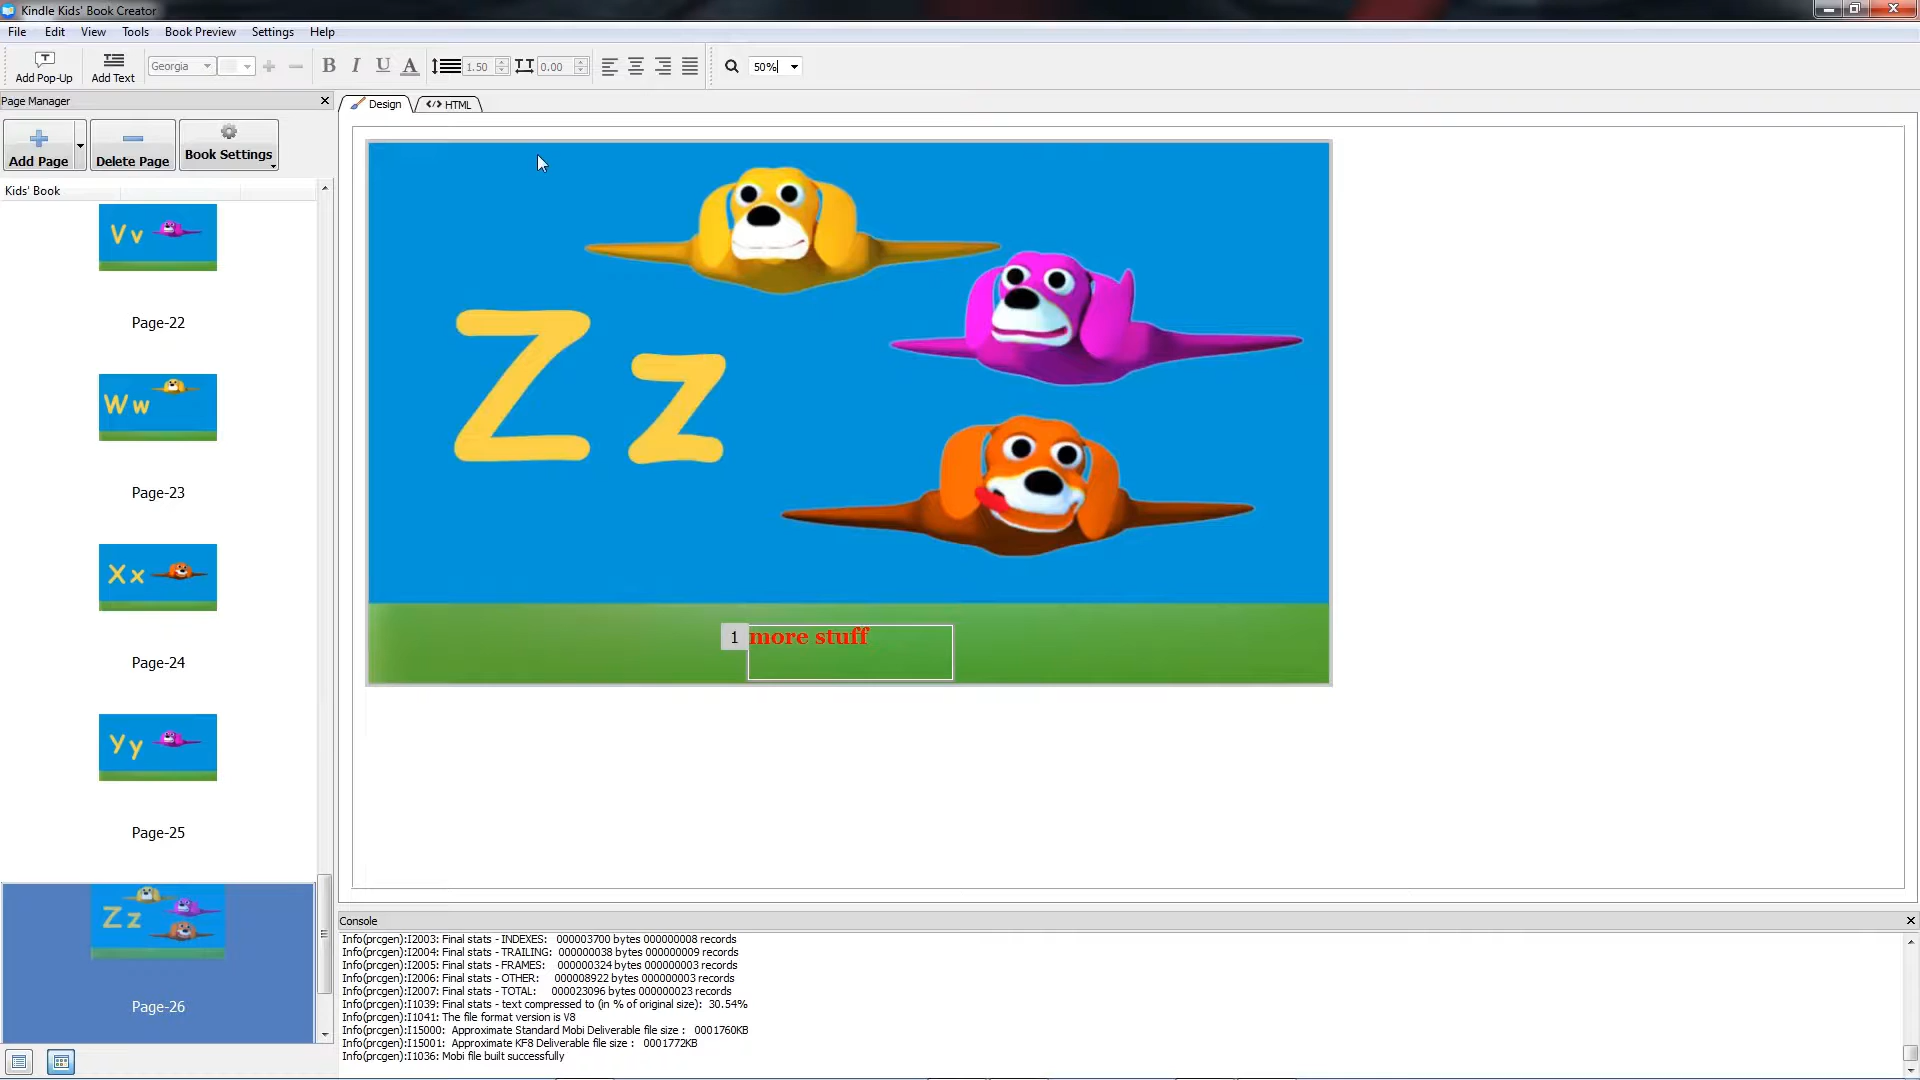 Kindle Kids' Book Creator
File Edit View Tools Book Preview Settings Help
Add Pop-Up Add Text Georgia B I U A 1.50 0.00 50%
Page Manager
Design HTML
Add Page Delete Page Book Settings
Kids' Book
V v
Page-22
W w
Page-23
X x
Page-24
Y y
Page-25
Z z
Page-26
Z z
1 more stuff
Console
Info(prcgen):I2003: Final stats - INDEXES: 000003700 bytes 000000008 records
Info(prcgen):I2004: Final stats - TRAILING: 000000038 bytes 000000009 records
Info(prcgen):I2005: Final stats - FRAMES: 000000324 bytes 000000003 records
Info(prcgen):I2006: Final stats - OTHER: 000008922 bytes 000000003 records
Info(prcgen):I2007: Final stats - TOTAL: 000023096 bytes 000000023 records
Info(prcgen):I1039: Final stats - text compressed to (in % of original size): 30.54%
Info(prcgen):I1041: The file format version is V8
Info(prcgen):I15000: Approximate Standard Mobi Deliverable file size : 0001760KB
Info(prcgen):I15001: Approximate KF8 Deliverable file size : 0001772KB
Info(prcgen):I1036: Mobi file built successfully